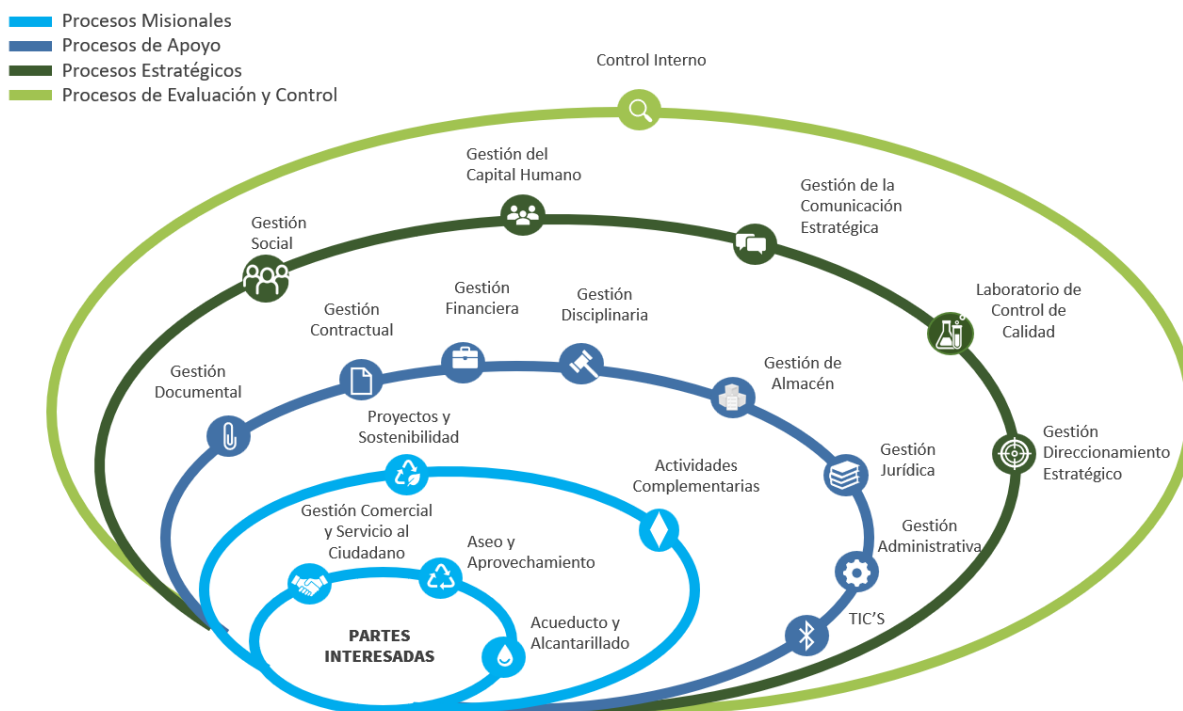 Procesos Misionales
Procesos de Apoyo
Procesos Estratégicos
Procesos de Evaluación y Control
Control Interno
Gestión del
Capital Humano
Gestión de la
Comunicación
Estratégica
Gestión
Social
Laboratorio de
Control de
Calidad
Gestión
Direccionamiento
Estratégico
Gestión
Documental
Gestión
Contractual
Gestión
Financiera
Gestión
Disciplinaria
Gestión de
Almacén
Gestión
Jurídica
Gestión
Administrativa
TIC'S
Proyectos y
Sostenibilidad
Actividades
Complementarias
Gestión Comercial
y Servicio al
Ciudadano
Aseo y
Aprovechamiento
Acueducto y
Alcantarillado
PARTES
INTERESADAS